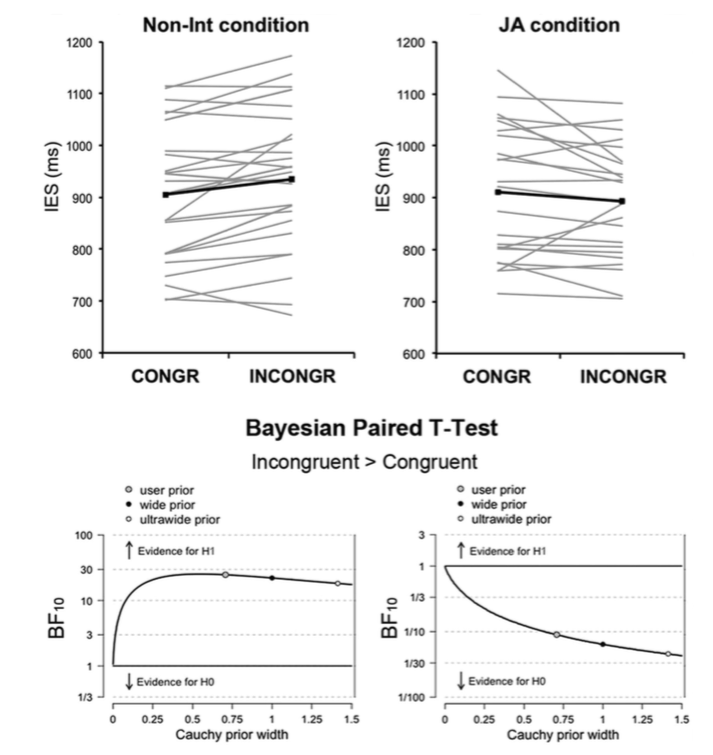 Non-Int condition
JA condition
IES (ms)
1200
1100
1000
900
800
700
600
CONGR INCONGR
IES (ms)
1200
1100
1000
900
800
700
600
CONGR INCONGR
Bayesian Paired T-Test
Incongruent > Congruent
user prior
wide prior
ultrawide prior
BF10
100
30
10
3
1
1/3
↑ Evidence for H1
↓ Evidence for H0
0 0.25 0.5 0.75 1 1.25 1.5
Cauchy prior width
user prior
wide prior
ultrawide prior
BF10
3
1
1/3
1/10
1/30
1/100
↑ Evidence for H1
↓ Evidence for H0
0 0.25 0.5 0.75 1 1.25 1.5
Cauchy prior width